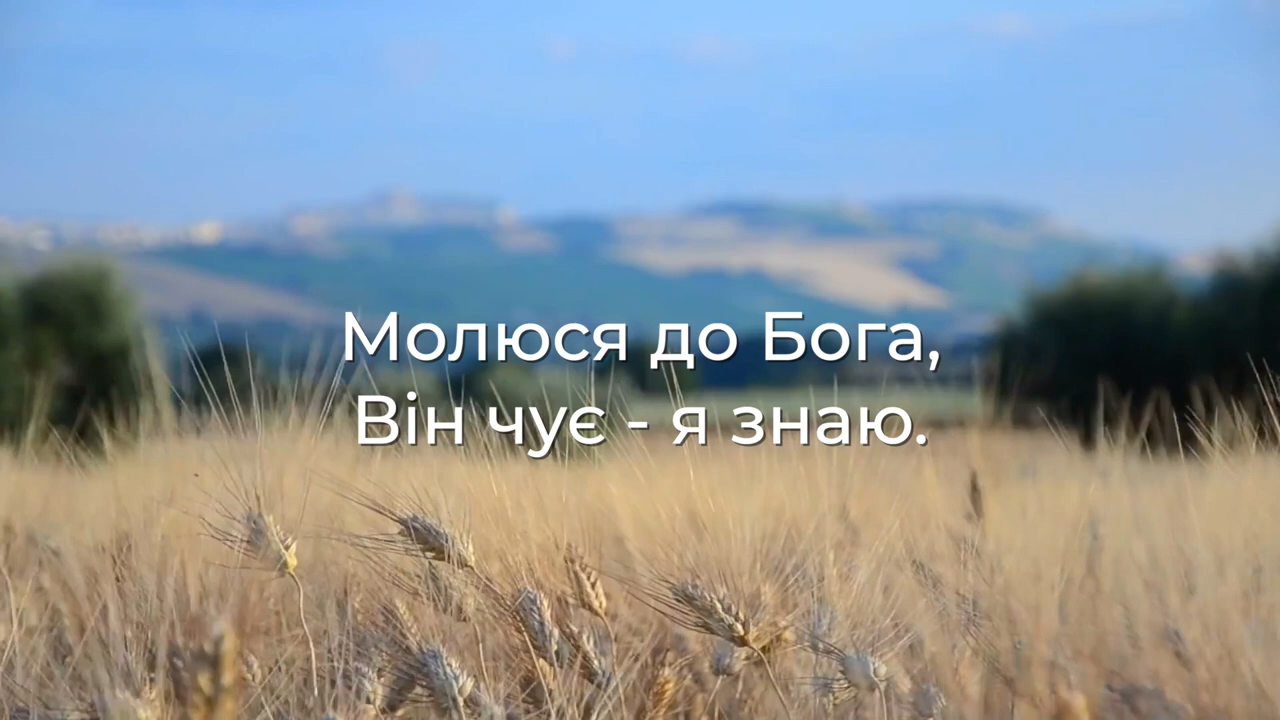 Молюся до Бога,
Він чує - я знаю.